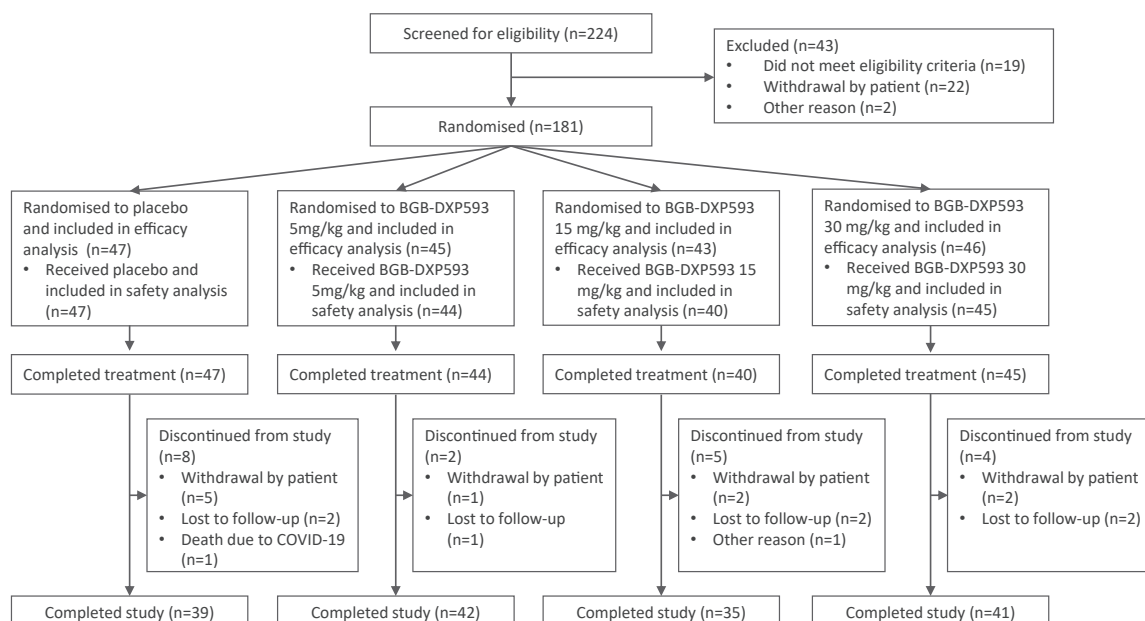 Screened for eligibility (n=224)
Excluded (n=43)
• Did not meet eligibility criteria (n=19)
• Withdrawal by patient (n=22)
• Other reason (n=2)
Randomised (n=181)
Randomised to placebo
and included in efficacy
analysis (n=47)
• Received placebo and
included in safety analysis
(n=47)
Randomised to BGB-DXP593
5mg/kg and included in
efficacy analysis (n=45)
• Received BGB-DXP593
5mg/kg and included in
safety analysis (n=44)
Randomised to BGB-DXP593
15 mg/kg and included in
efficacy analysis (n=43)
• Received BGB-DXP593 15
mg/kg and included in
safety analysis (n=40)
Randomised to BGB-DXP593
30 mg/kg and included in
efficacy analysis (n=46)
• Received BGB-DXP593 30
mg/kg and included in
safety analysis (n=45)
Completed treatment (n=47)
Completed treatment (n=44)
Completed treatment (n=40)
Completed treatment (n=45)
Discontinued from study
(n=8)
• Withdrawal by patient
(n=5)
• Lost to follow-up (n=2)
• Death due to COVID-19
(n=1)
Discontinued from study
(n=2)
• Withdrawal by patient
(n=1)
• Lost to follow-up
(n=1)
Discontinued from study
(n=5)
• Withdrawal by patient
(n=2)
• Lost to follow-up (n=2)
• Other reason (n=1)
Discontinued from study
(n=4)
• Withdrawal by patient
(n=2)
• Lost to follow-up (n=2)
Completed study (n=39)
Completed study (n=42)
Completed study (n=35)
Completed study (n=41)